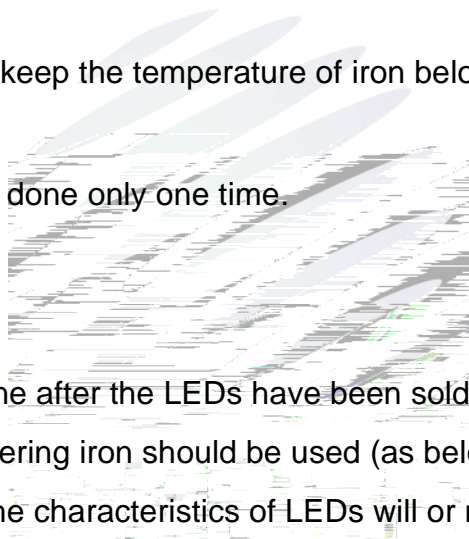 keep the temperature of iron belo
done only one time.
ne after the LEDs have been sold
ering iron should be used (as belo
ne characteristics of LEDs will or